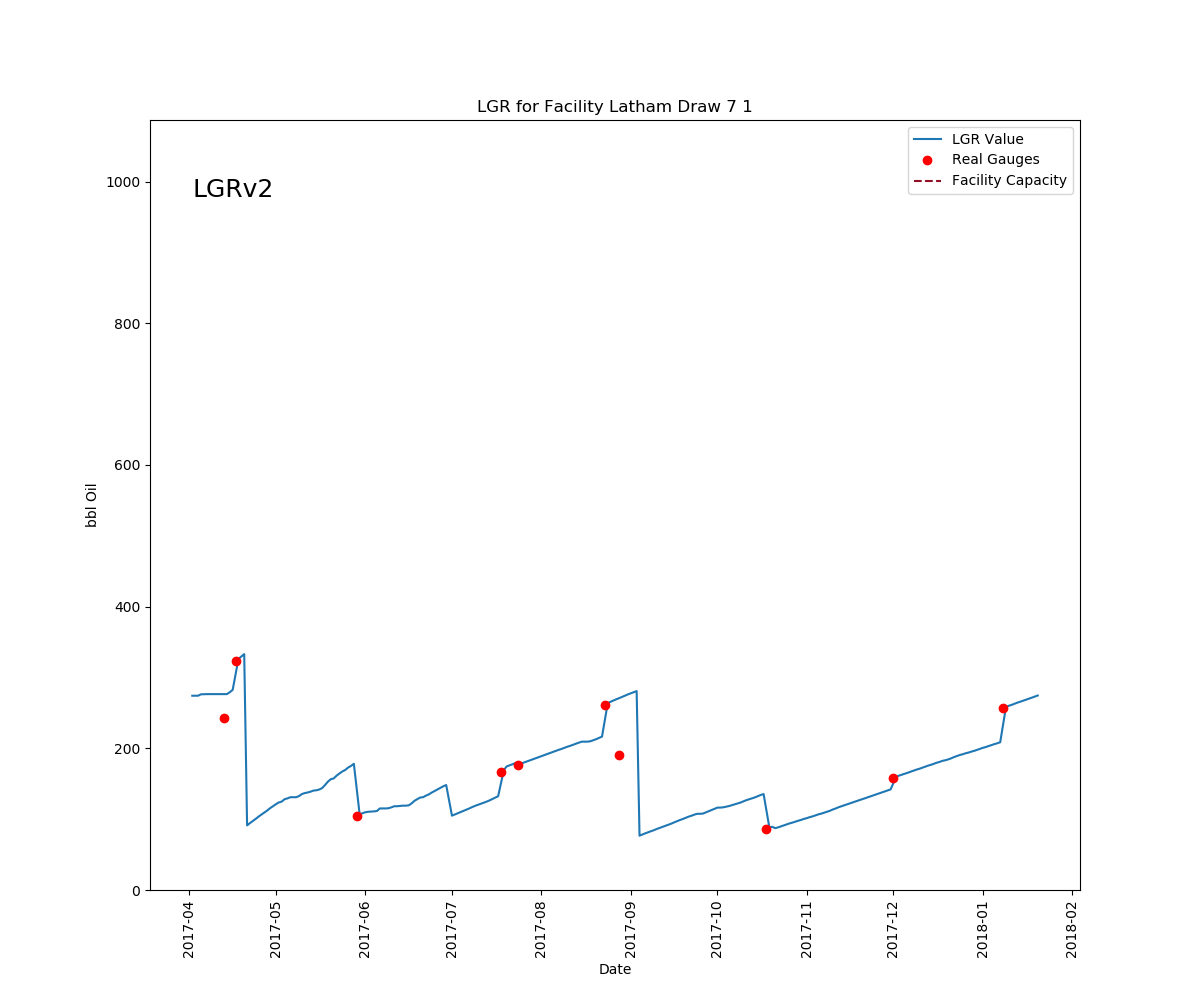 LGR for Facility Latham Draw 7 1
LGRv2
LGR Value
Real Gauges
Facility Capacity
bbl Oil
1000
800
600
400
200
0
2017-04
2017-05
2017-06
2017-07
2017-08
2017-09
2017-10
2017-11
2017-12
2018-01
2018-02
Date